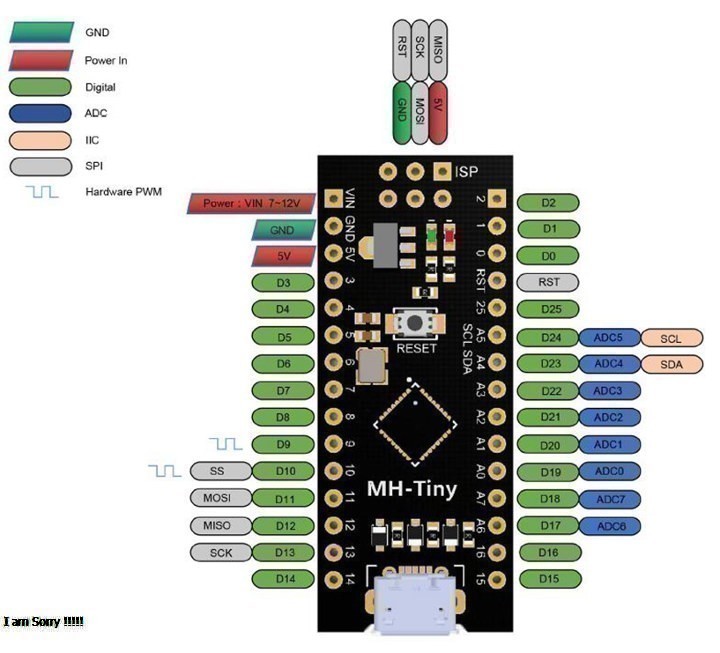 GND
Power In
Digital
ADC
IIC
SPI
Hardware PWM
RST
SCK
MISO
GND
MOSI
5V
ISP
Power ; VIN 7~12V
VIN
2
D2
GND
GND
1
D1
5V
5V
0
D0
D3
3
RST
RST
D4
4
25
D25
D5
5
RESET
SCL SDA
A5
D24
ADC5
SCL
D6
6
A4
D23
ADC4
SDA
D7
7
A3
D22
ADC3
D8
8
A2
D21
ADC2
D9
9
A1
D20
ADC1
SS
D10
10
A0
D19
ADC0
MOSI
D11
11
MH-Tiny
A7
D18
ADC7
MISO
D12
12
A6
D17
ADC6
SCK
D13
13
16
D16
D14
14
15
D15
I am Sorry !!!!!